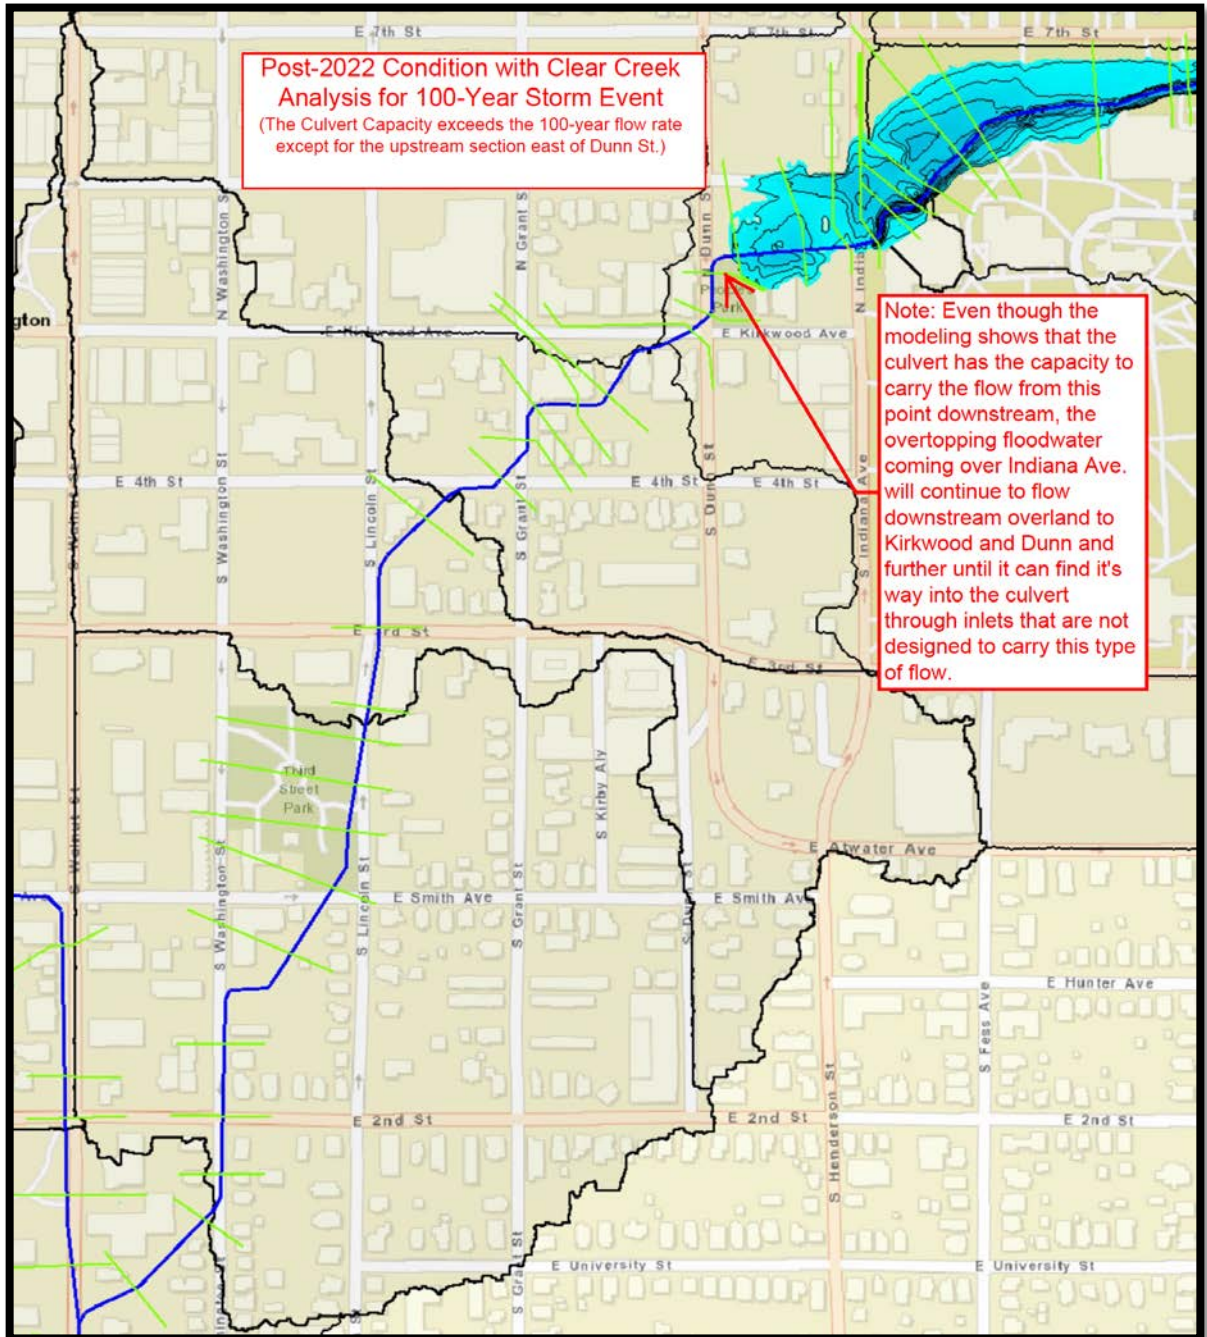 E 7th St
E 7th St
E 7th St
Post-2022 Condition with Clear Creek
Analysis for 100-Year Storm Event
(The Culvert Capacity exceeds the 100-year flow rate
except for the upstream section east of Dunn St.)
N Washington St
N Grant S
Dunn S
N India
gton
E Kirkwood Ave
Park
E Kirkwood Ave
Note: Even though the
modeling shows that the
culvert has the capacity to
carry the flow from this
point downstream, the
overtopping floodwater
coming over Indiana Ave.
will continue to flow
downstream overland to
Kirkwood and Dunn and
further until it can find it's
way into the culvert
through inlets that are not
designed to carry this type
of flow.
E 4th St
E 4th St
E 4th St
S Walnut St
S Washington St
S Lincoln St
S Grant St
S Dunn St
S Indiana Ave
E 3rd St
E 3rd St
Third
Street
Park
S Kirby Aly
S Walnut St
E Atwater Ave
S Washington St
S Lincoln St
E Smith Ave
S Grant St
E Smith Av
E Hunter Ave
S Fess Ave
E 2nd St
E 2nd St
E 2nd St
S Henderson St
E University St
E University St
S Grant St
ington St